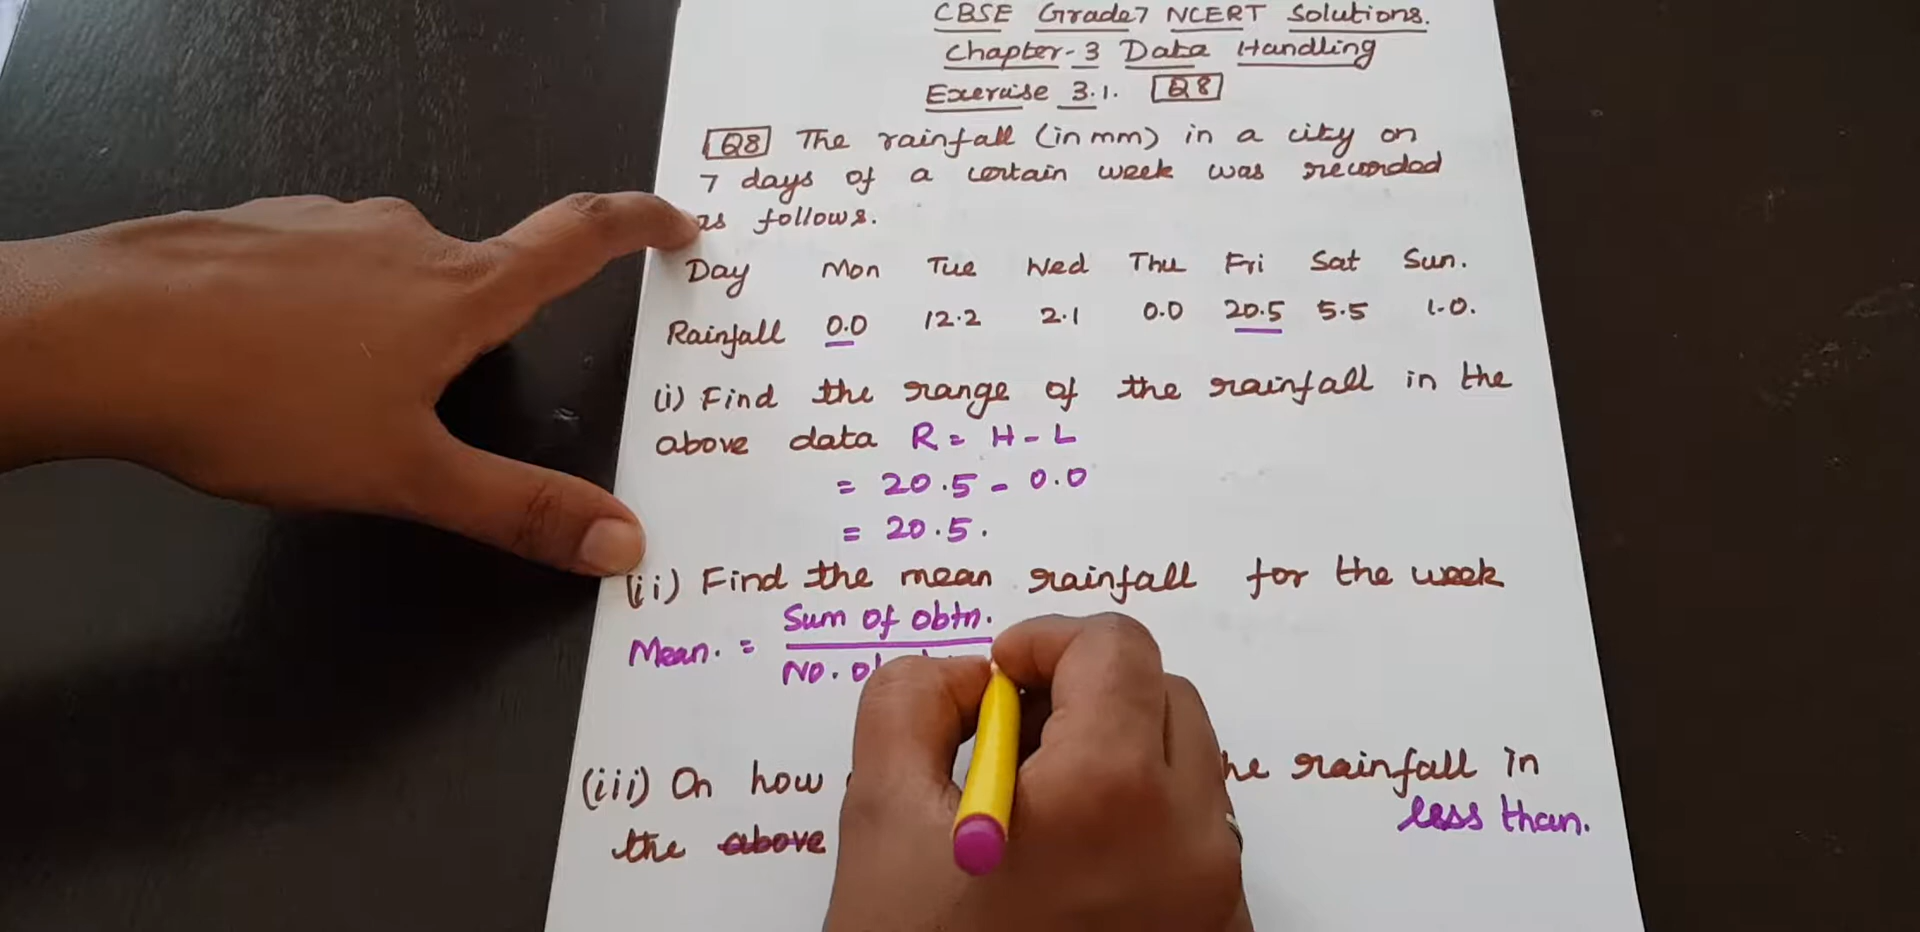 CBSE Grade7 NCERT Solutions.
Chapter-3 Data Handling
Exercise 3.1. Q8
Q8 The rainfall (in mm) in a city on
7 days of a certain week was recorded
as follows.
Day Mon Tue Wed Thu Fri Sat Sun.
Rainfall 0.0 12.2 2.1 0.0 20.5 5.5 1.0.
(i) Find the range of the rainfall in the
above data R = H - L
= 20.5 - 0.0
= 20.5.
(ii) Find the mean rainfall for the week
Sum of obtn.
Mean. =
No.
(iii) On how rainfall in
less than.
the above